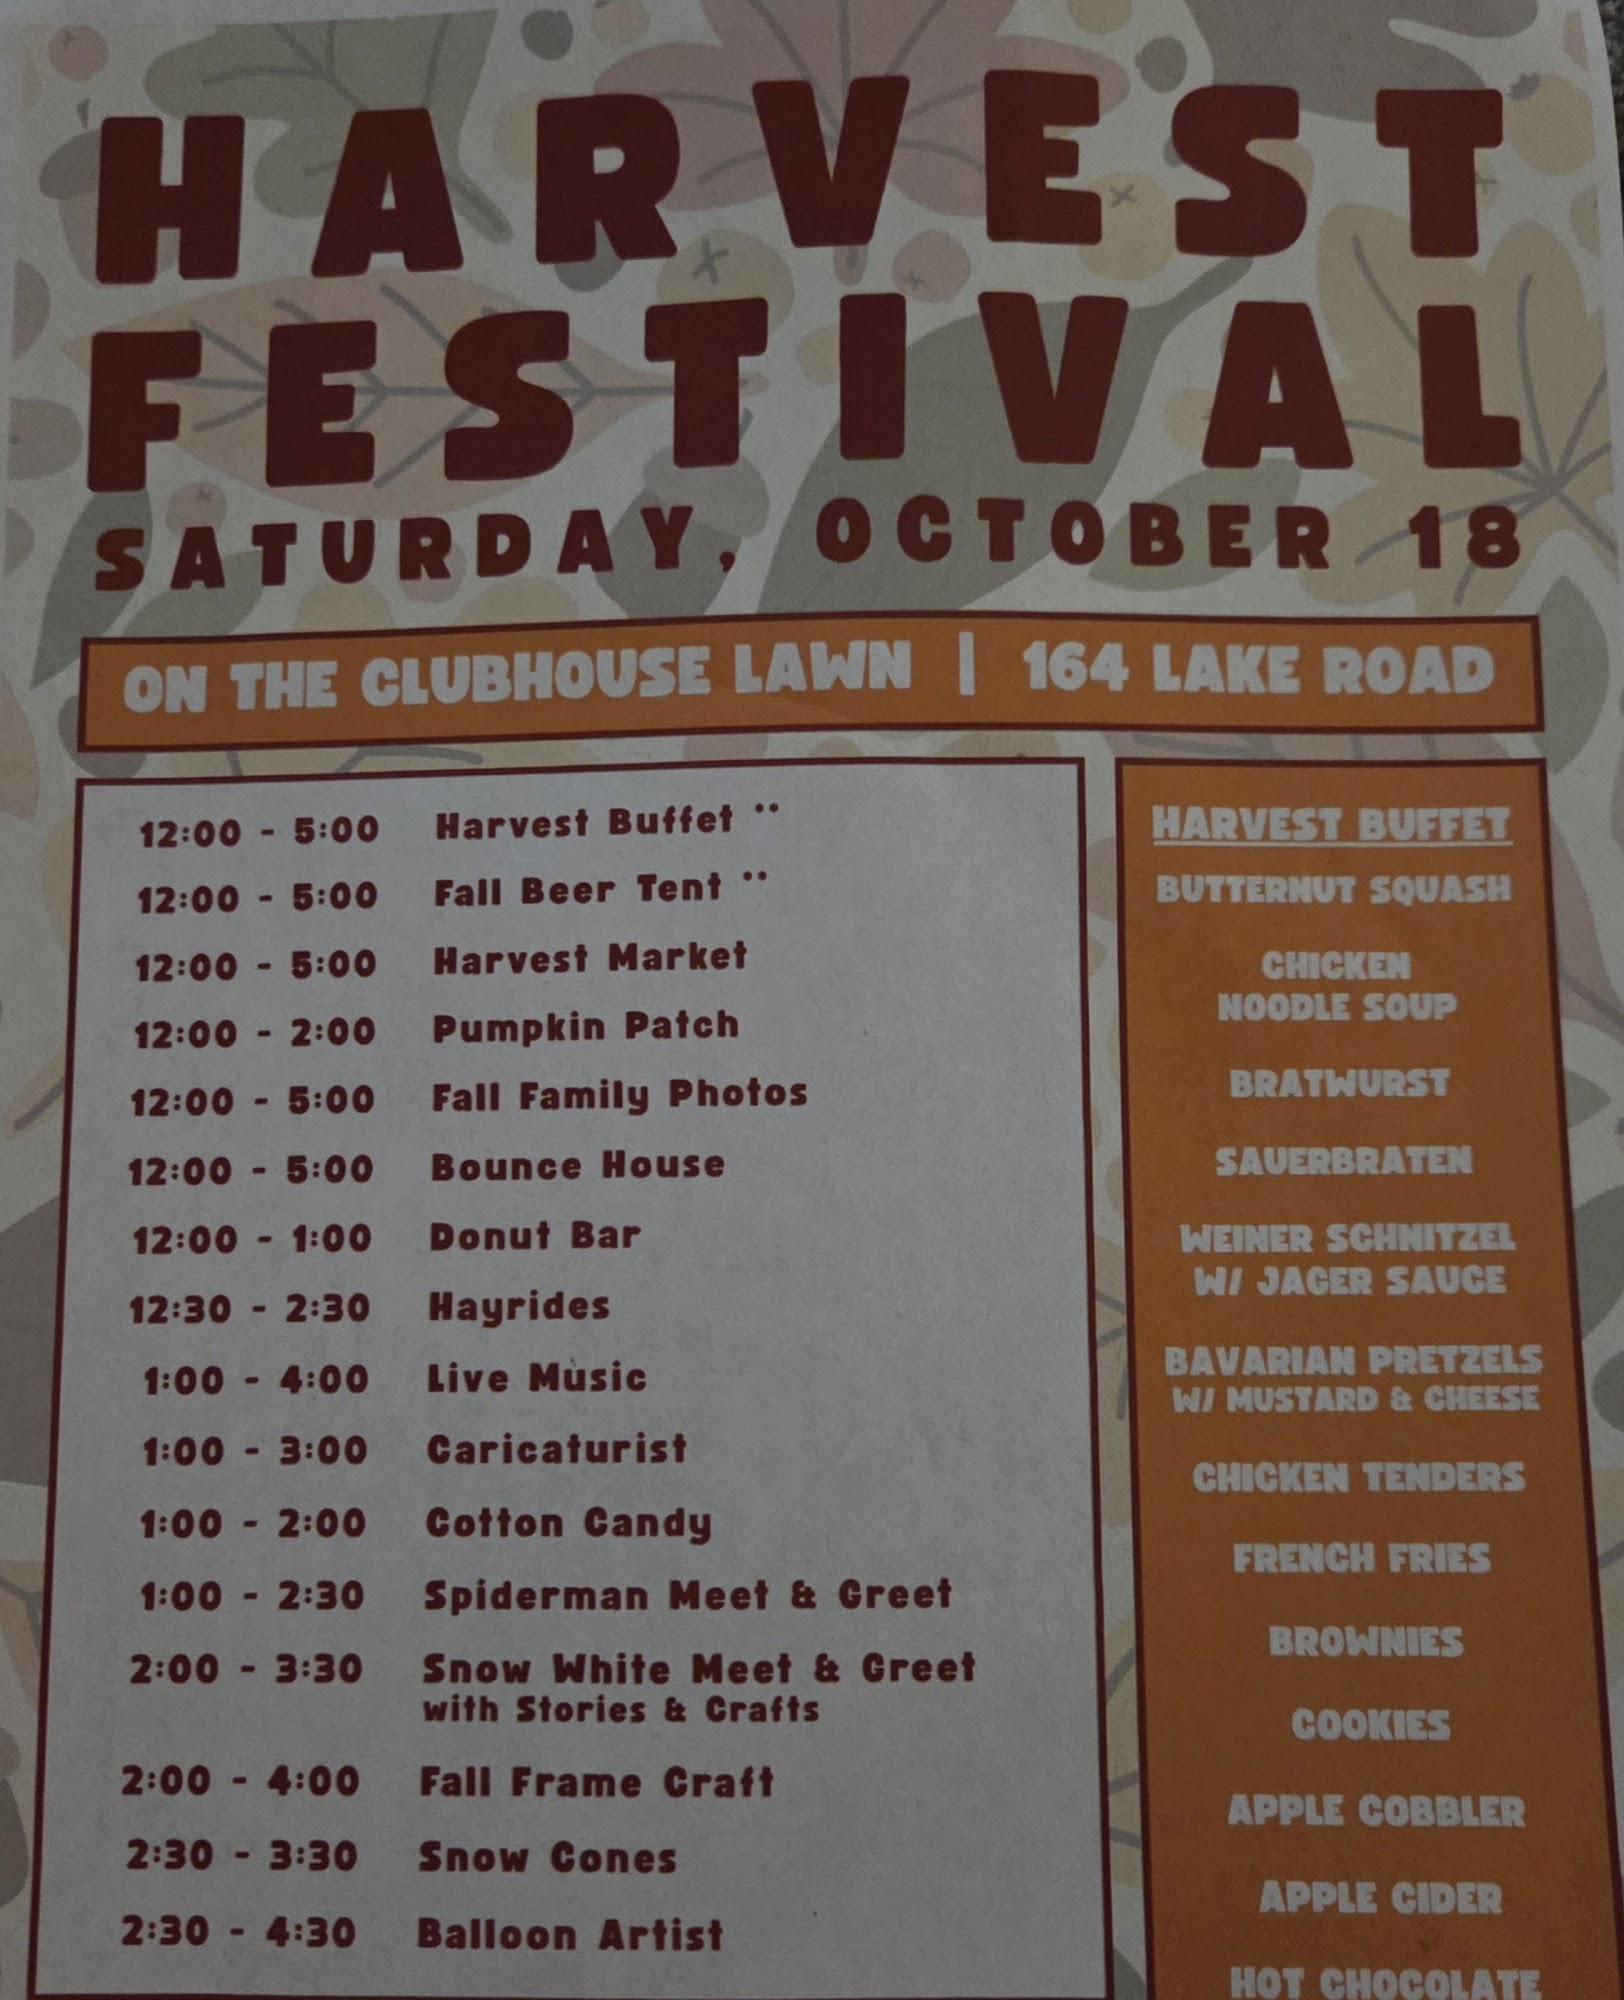 HARVEST
FESTIVAL
SATURDAY, OCTOBER 18
ON THE CLUBHOUSE LAWN | 164 LAKE ROAD
12:00 - 5:00 Harvest Buffet **
12:00 - 5:00 Fall Beer Tent **
12:00 - 5:00 Harvest Market
12:00 - 2:00 Pumpkin Patch
12:00 - 5:00 Fall Family Photos
12:00 - 5:00 Bounce House
12:00 - 1:00 Donut Bar
12:30 - 2:30 Hayrides
1:00 - 4:00 Live Music
1:00 - 3:00 Caricaturist
1:00 - 2:00 Cotton Candy
1:00 - 2:30 Spiderman Meet & Greet
2:00 - 3:30 Snow White Meet & Greet
with Stories & Crafts
2:00 - 4:00 Fall Frame Craft
2:30 - 3:30 Snow Cones
2:30 - 4:30 Balloon Artist
HARVEST BUFFET
BUTTERNUT SQUASH
CHICKEN
NOODLE SOUP
BRATWURST
SAUERBRATEN
WEINER SCHNITZEL
W/ JAGER SAUCE
BAVARIAN PRETZELS
W/ MUSTARD & CHEESE
CHICKEN TENDERS
FRENCH FRIES
BROWNIES
COOKIES
APPLE COBBLER
APPLE CIDER
HOT CHOCOLATE